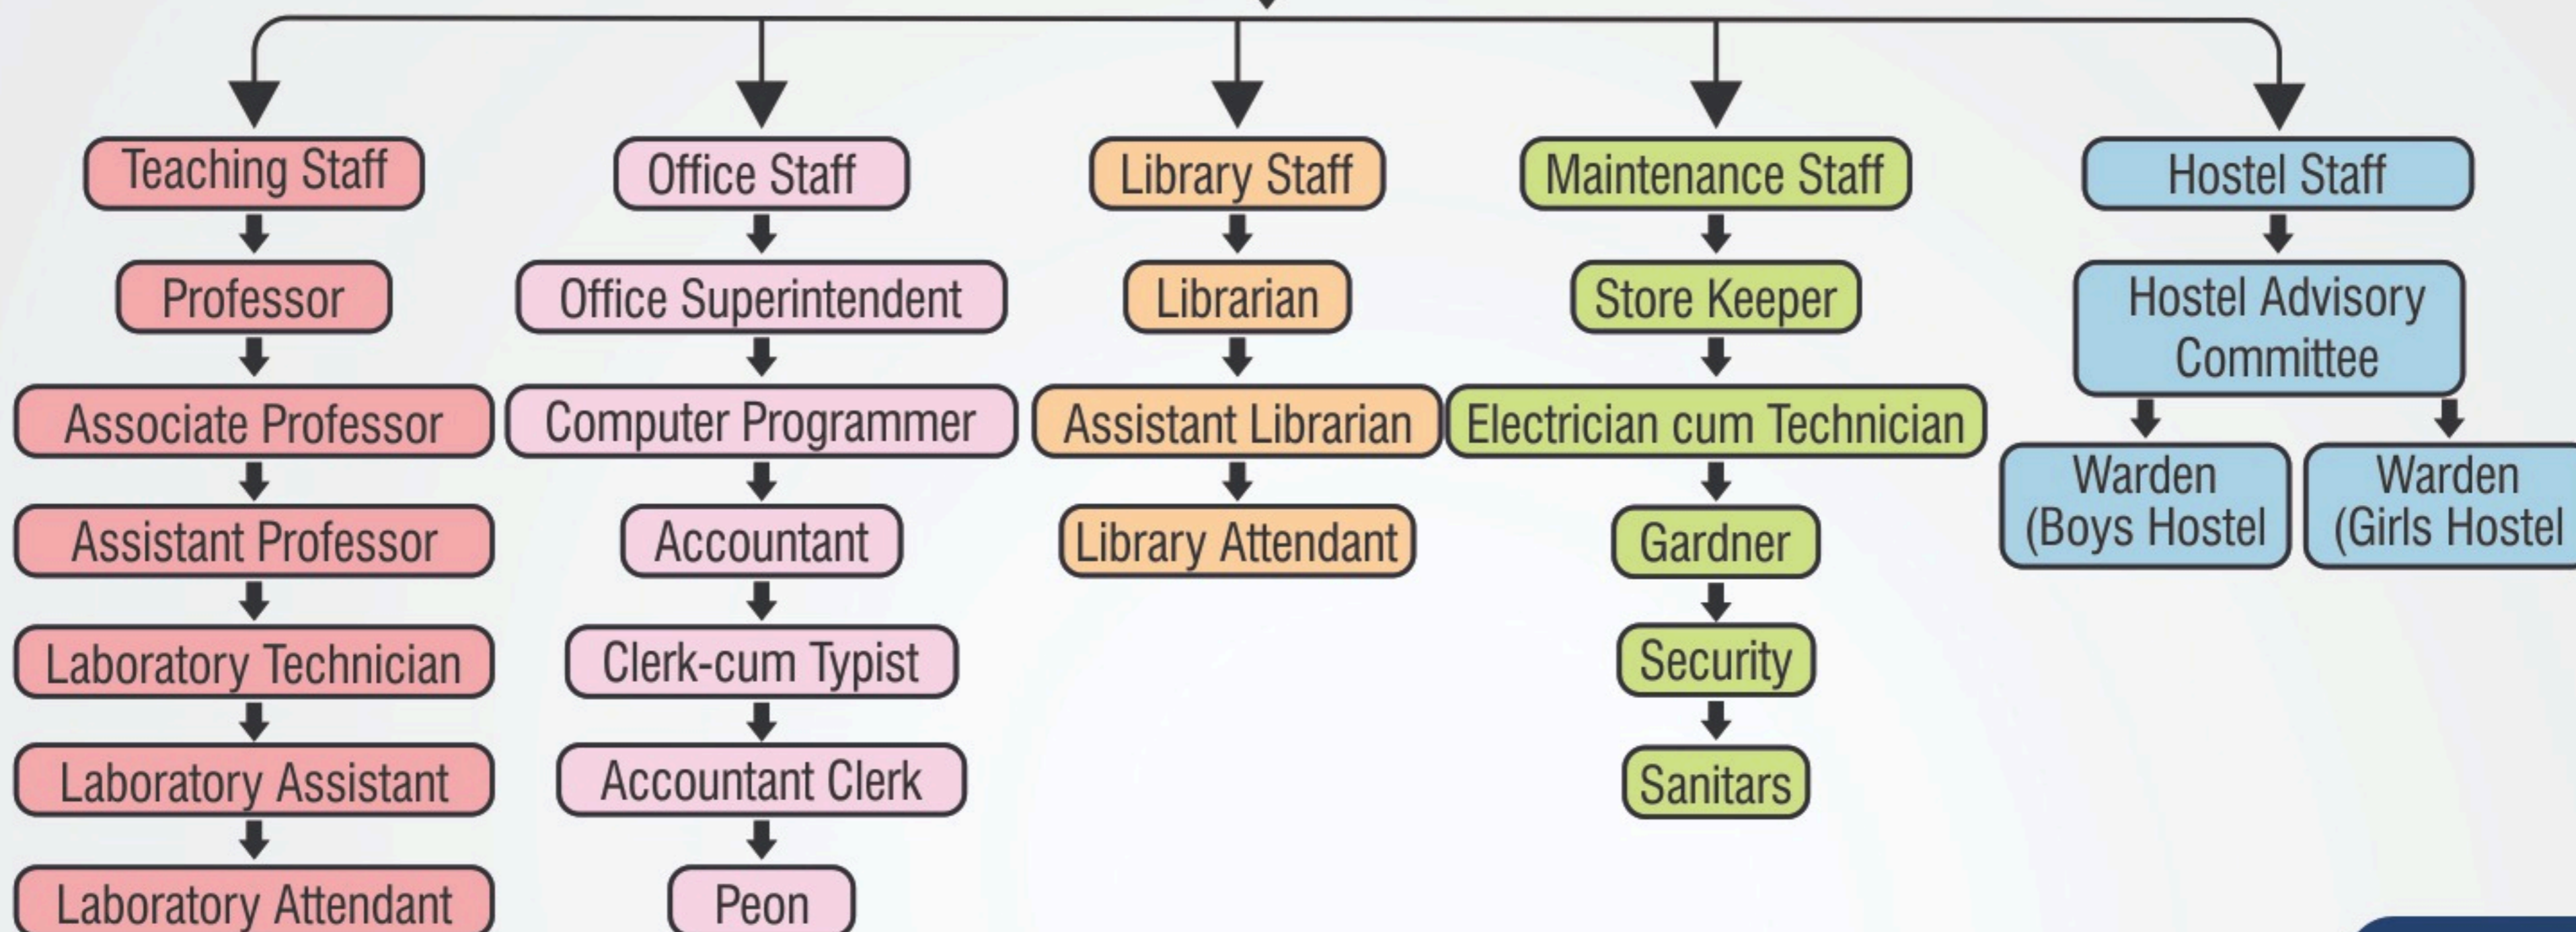 Teaching Staff
Professor
Associate Professor
Assistant Professor
Laboratory Technician
Laboratory Assistant
Laboratory Attendant
Office Staff
Office Superintendent
Computer Programmer
Accountant
Clerk-cum Typist
Accountant Clerk
Peon
Library Staff
Librarian
Assistant Librarian
Library Attendant
Maintenance Staff
Store Keeper
Electrician cum Technician
Gardner
Security
Sanitars
Hostel Staff
Hostel Advisory
Committee
Warden
(Boys Hostel
Warden
(Girls Hostel